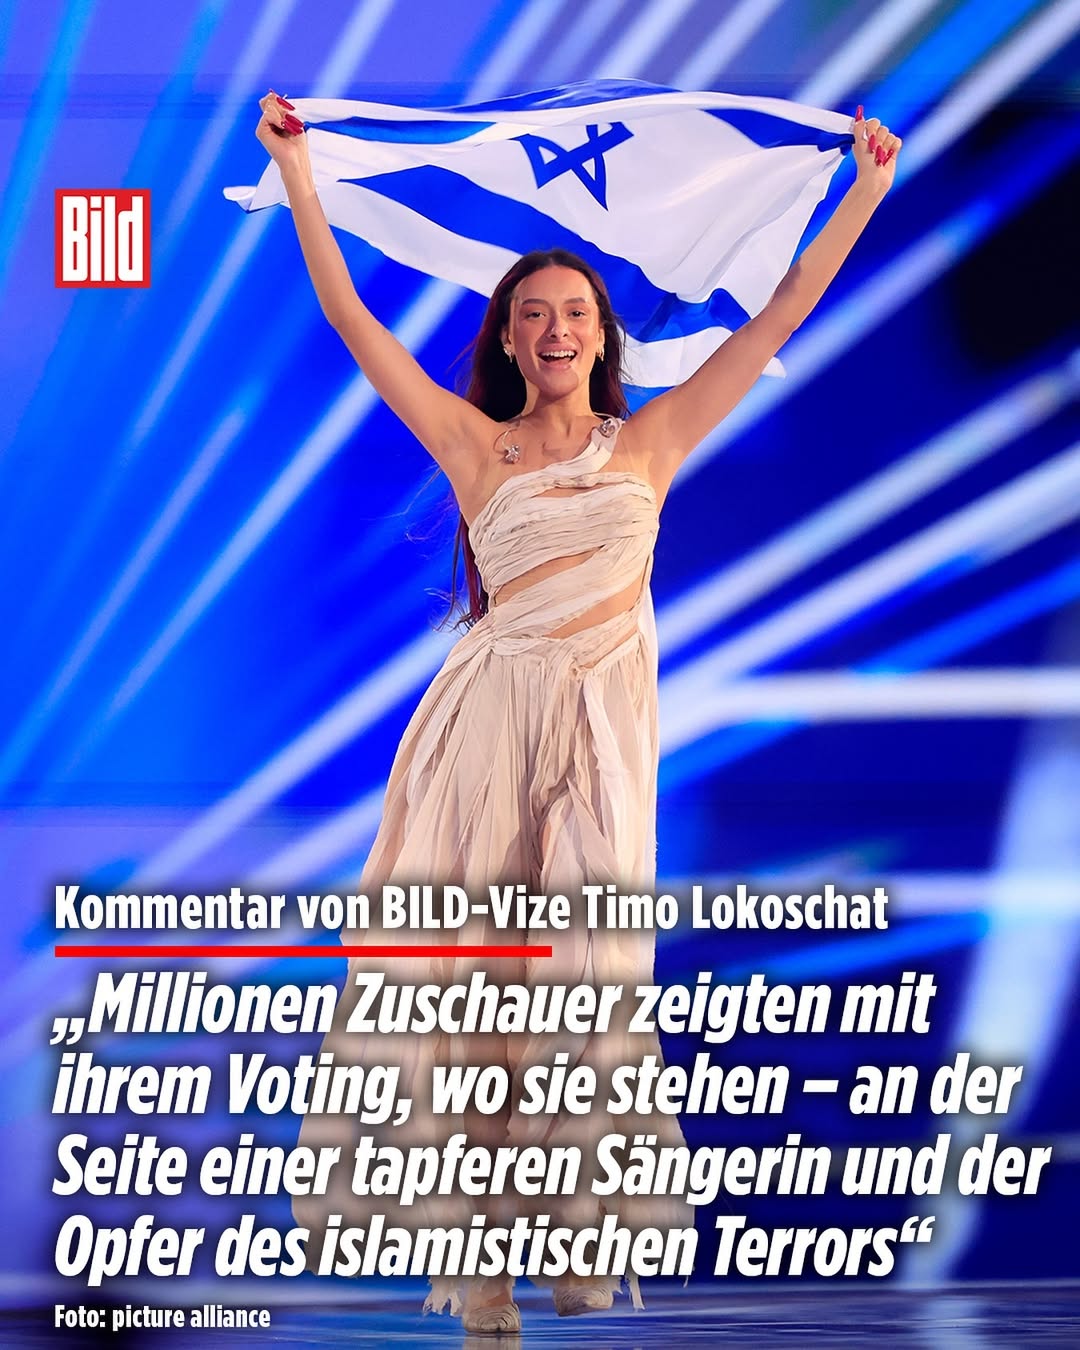 Bild
Kommentar von BILD-Vize Timo Lokoschat
„Millionen Zuschauer zeigten mit
ihrem Voting, wo sie stehen – an der
Seite einer tapferen Sängerin und der
Opfer des islamistischen Terrors“
Foto: picture alliance